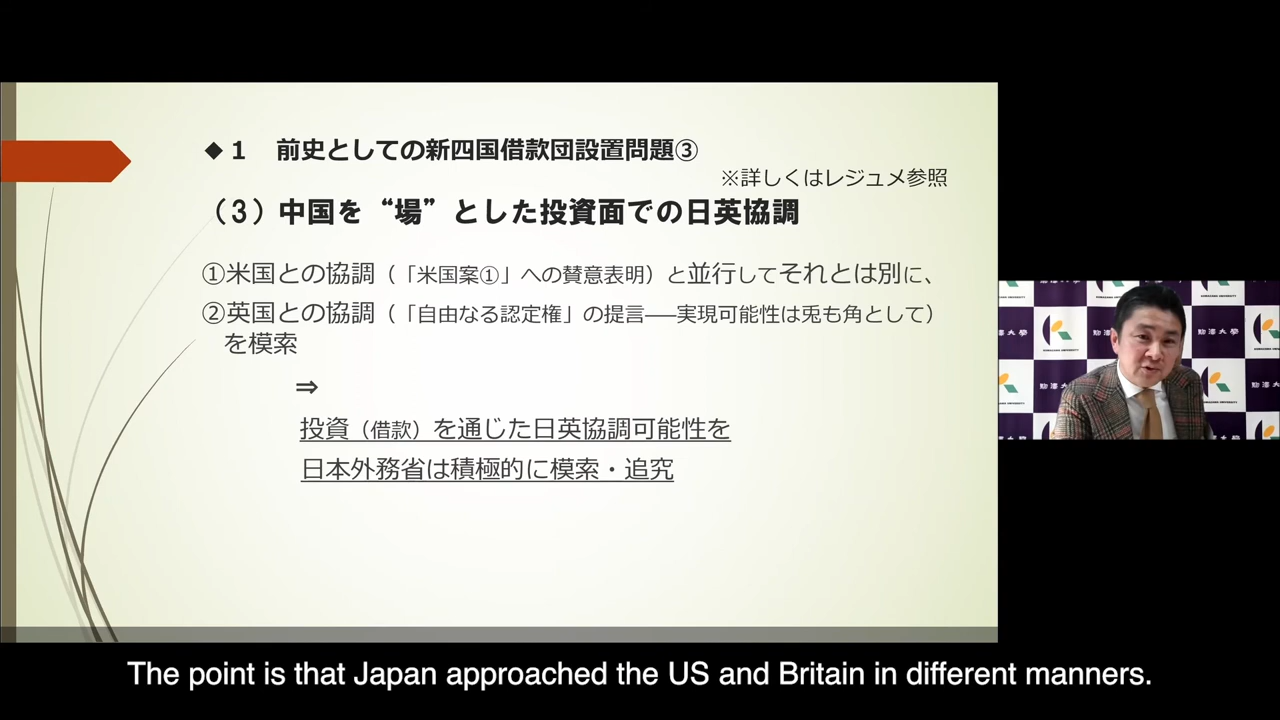 ◆１　前史としての新四国借款団設置問題③
※詳しくはレジュメ参照
（３）中国を“場”とした投資面での日英協調
①米国との協調（「米国案①」への賛意表明）と並行してそれとは別に、
②英国との協調（「自由なる認定権」の提言──実現可能性は兎も角として）
を模索
⇒
投資（借款）を通じた日英協調可能性を
日本外務省は積極的に模索・追究
駒澤大學
KOMAZAWA UNIVERSITY
The point is that Japan approached the US and Britain in different manners.